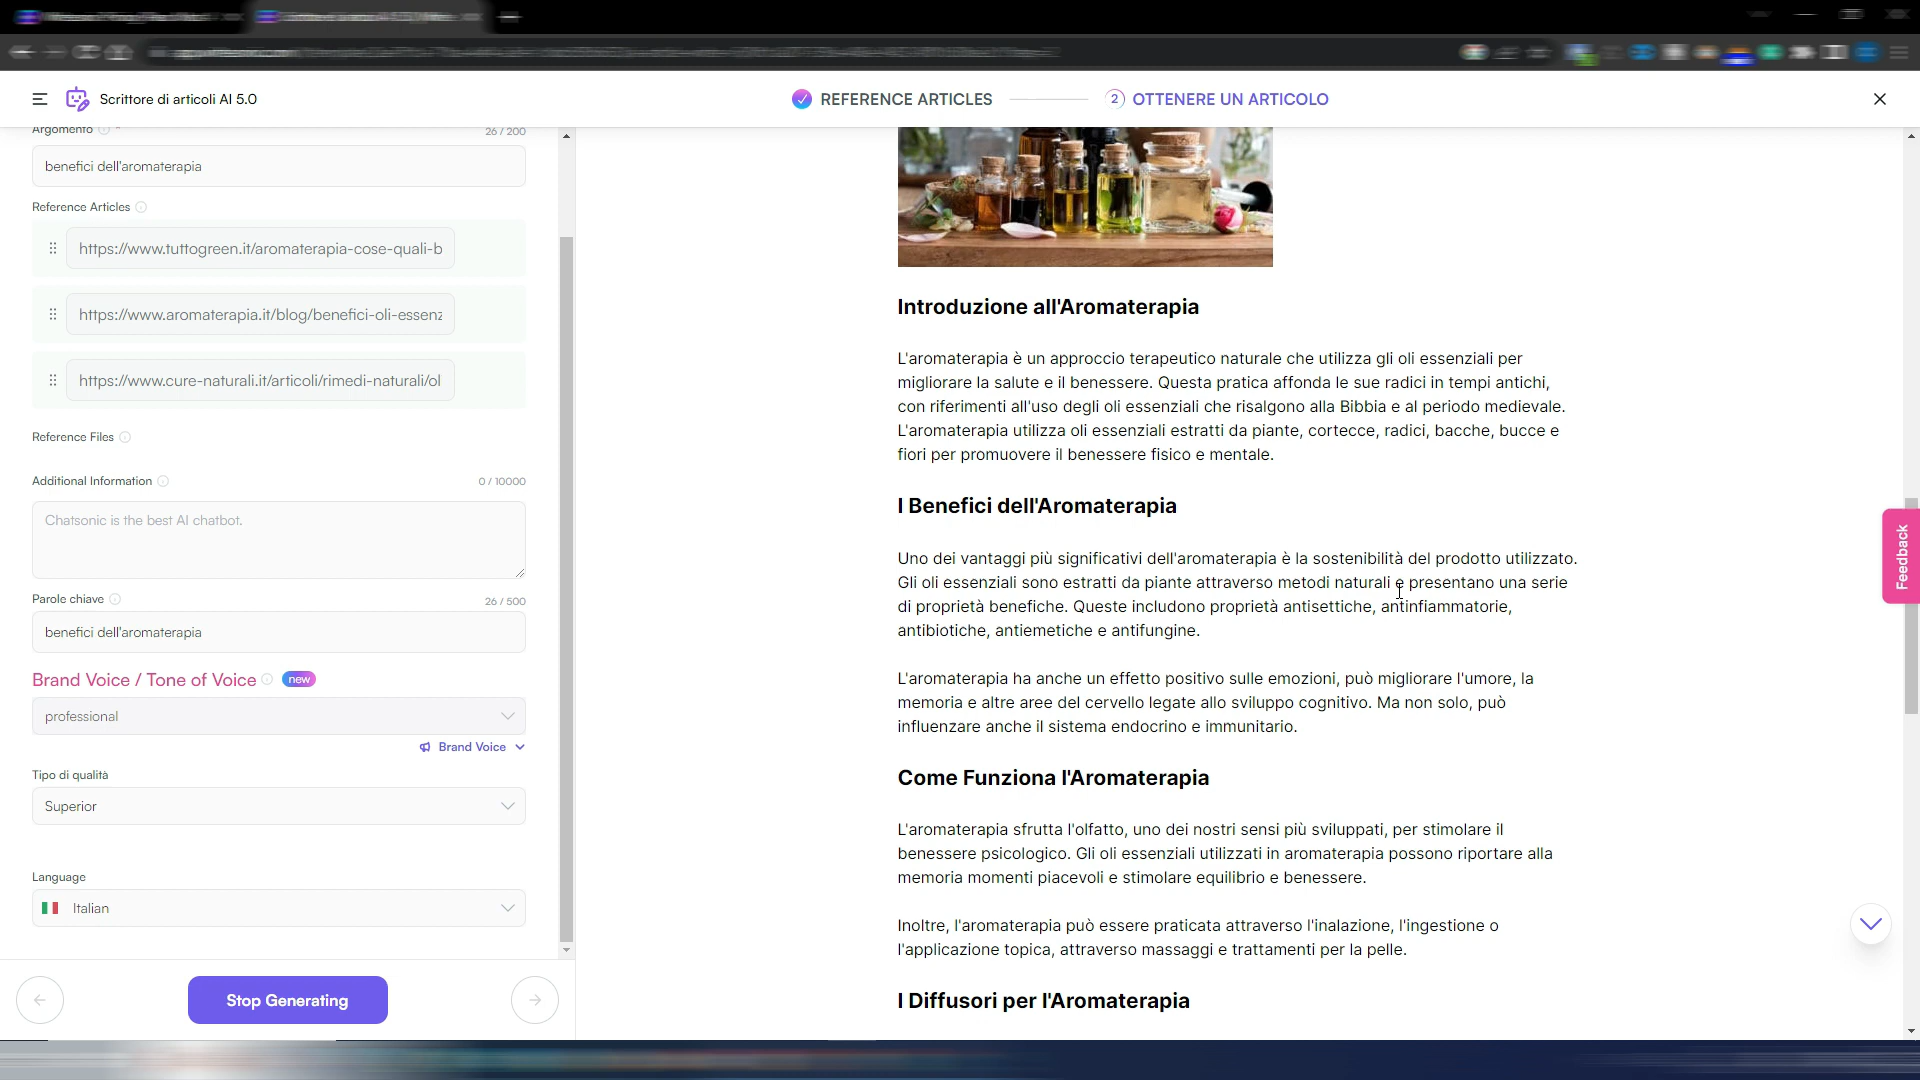 Scrittore di articoli AI 5.0
REFERENCE ARTICLES
2 OTTENERE UN ARTICOLO
Argomento *
26 / 200
benefici dell'aromaterapia
Reference Articles
https://www.tuttogreen.it/aromaterapia-cose-quali-b
https://www.aromaterapia.it/blog/benefici-oli-essenz
https://www.cure-naturali.it/articoli/rimedi-naturali/ol
Reference Files
Additional Information
0 / 10000
Chatsonic is the best AI chatbot.
Parole chiave
26 / 500
benefici dell'aromaterapia
Brand Voice / Tone of Voice new
professional
Brand Voice
Tipo di qualità
Superior
Language
Italian
Stop Generating
Introduzione all'Aromaterapia
L'aromaterapia è un approccio terapeutico naturale che utilizza gli oli essenziali per
migliorare la salute e il benessere. Questa pratica affonda le sue radici in tempi antichi,
con riferimenti all'uso degli oli essenziali che risalgono alla Bibbia e al periodo medievale.
L'aromaterapia utilizza oli essenziali estratti da piante, cortecce, radici, bacche, bucce e
fiori per promuovere il benessere fisico e mentale.
I Benefici dell'Aromaterapia
Uno dei vantaggi più significativi dell'aromaterapia è la sostenibilità del prodotto utilizzato.
Gli oli essenziali sono estratti da piante attraverso metodi naturali e presentano una serie
di proprietà benefiche. Queste includono proprietà antisettiche, antinfiammatorie,
antibiotiche, antiemetiche e antifungine.
L'aromaterapia ha anche un effetto positivo sulle emozioni, può migliorare l'umore, la
memoria e altre aree del cervello legate allo sviluppo cognitivo. Ma non solo, può
influenzare anche il sistema endocrino e immunitario.
Come Funziona l'Aromaterapia
L'aromaterapia sfrutta l'olfatto, uno dei nostri sensi più sviluppati, per stimolare il
benessere psicologico. Gli oli essenziali utilizzati in aromaterapia possono riportare alla
memoria momenti piacevoli e stimolare equilibrio e benessere.
Inoltre, l'aromaterapia può essere praticata attraverso l'inalazione, l'ingestione o
l'applicazione topica, attraverso massaggi e trattamenti per la pelle.
I Diffusori per l'Aromaterapia
Feedback